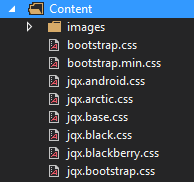 Content
images
bootstrap.css
bootstrap.min.css
jqx.android.css
jqx.arctic.css
jqx.base.css
jqx.black.css
jqx.blackberry.css
jqx.bootstrap.css